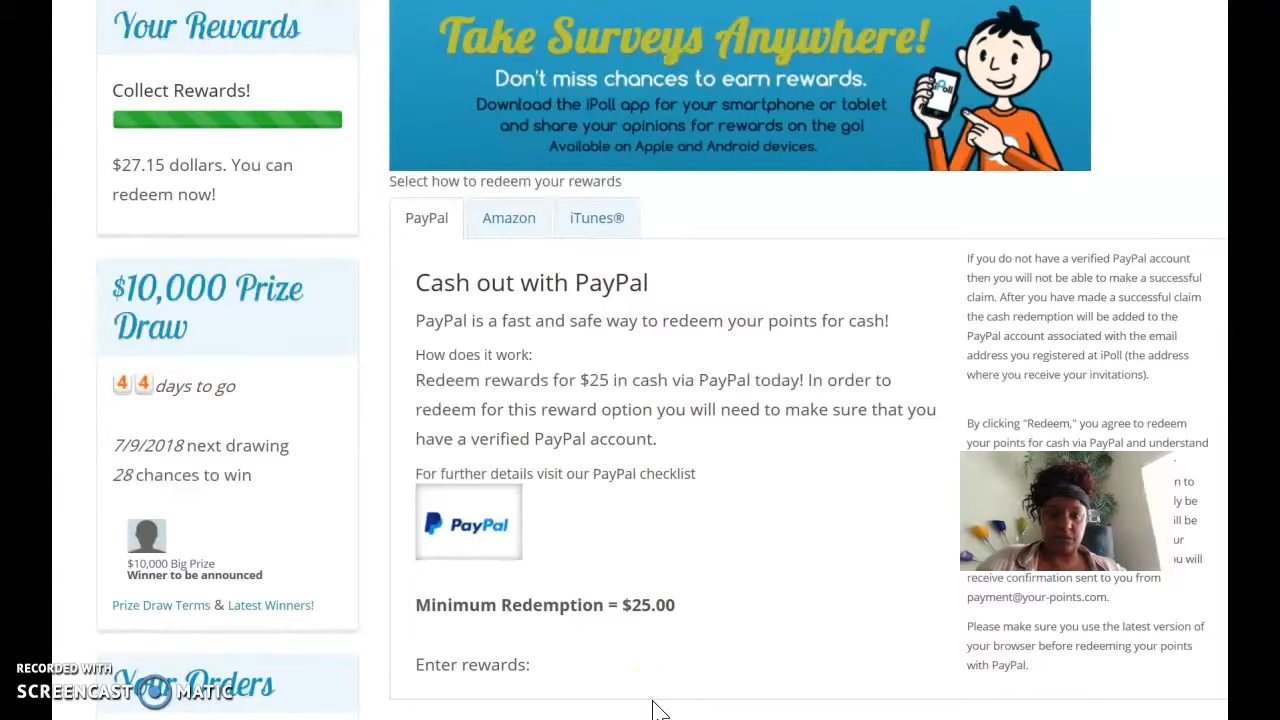 Your Rewards
Collect Rewards!
$27.15 dollars. You can
redeem now!
$10,000 Prize
Draw
4 4 days to go
7/9/2018 next drawing
28 chances to win
$10,000 Big Prize
Winner to be announced
Prize Draw Terms & Latest Winners!
Your Orders
Take Surveys Anywhere!
Don't miss chances to earn rewards.
Download the iPoll app for your smartphone or tablet
and share your opinions for rewards on the go!
Available on Apple and Android devices.
iPoll
Select how to redeem your rewards
PayPal
Amazon
iTunes®
Cash out with PayPal
PayPal is a fast and safe way to redeem your points for cash!
How does it work:
Redeem rewards for $25 in cash via PayPal today! In order to
redeem for this reward option you will need to make sure that you
have a verified PayPal account.
For further details visit our PayPal checklist
PayPal
Minimum Redemption = $25.00
Enter rewards:
If you do not have a verified PayPal account
then you will not be able to make a successful
claim. After you have made a successful claim
the cash redemption will be added to the
PayPal account associated with the email
address you registered at iPoll (the address
where you receive your invitations).
By clicking "Redeem," you agree to redeem
your points for cash via PayPal and understand
n to
ly be
ill be
ur
u will
receive confirmation sent to you from
payment@your-points.com.
Please make sure you use the latest version of
your browser before redeeming your points
with PayPal.
RECORDED WITH
SCREENCAST MATIC